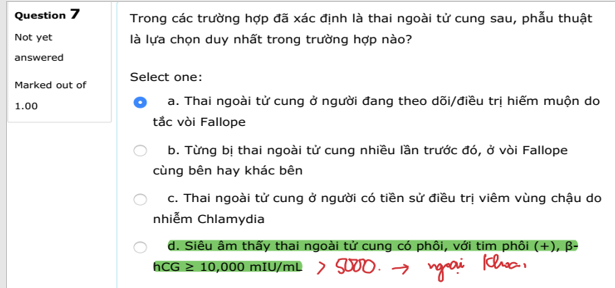 Question 7
Not yet
answered
Marked out of
1.00
Trong các trường hợp đã xác định là thai ngoài tử cung sau, phẫu thuật
là lựa chọn duy nhất trong trường hợp nào?
Select one:
a. Thai ngoài tử cung ở người đang theo dõi/điều trị hiếm muộn do
tắc vòi Fallope
b. Từng bị thai ngoài tử cung nhiều lần trước đó, ở vòi Fallope
cùng bên hay khác bên
c. Thai ngoài tử cung ở người có tiền sử điều trị viêm vùng chậu do
nhiễm Chlamydia
d. Siêu âm thấy thai ngoài tử cung có phôi, với tim phôi (+), β-
hCG ≥ 10,000 mIU/mL > 5000. → ngoại khoa.